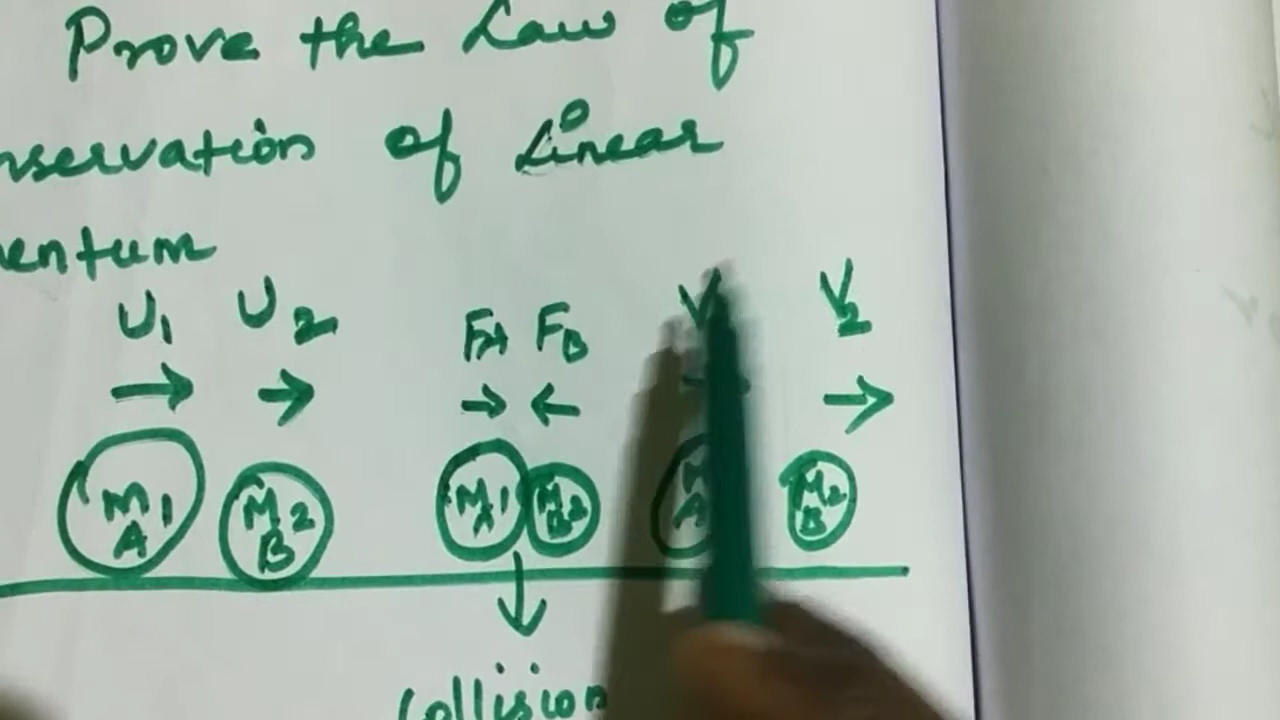 Prove the Law of
nservation of Linear
entum
U1 U2 FA FB V V2
M1 A M2 B M1 A M2 B M A M2 B
Collision